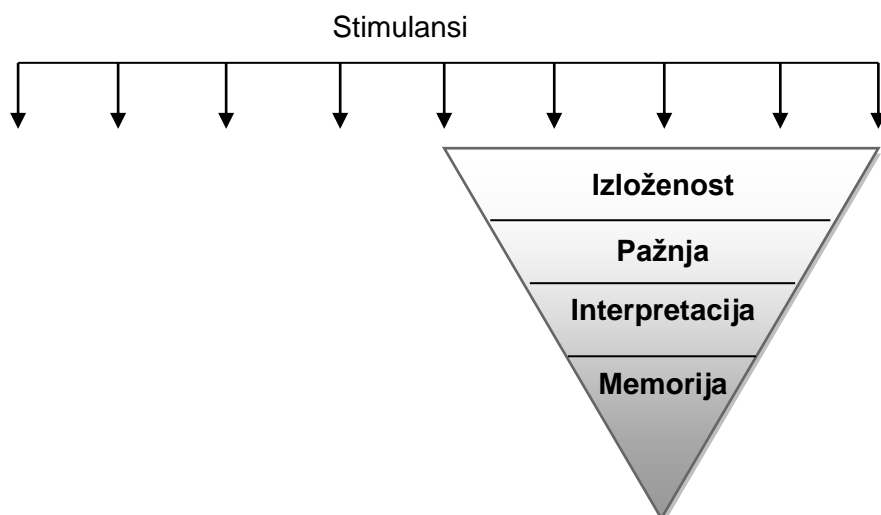 Stimulansi
Izloženost
Pažnja
Interpretacija
Memorija